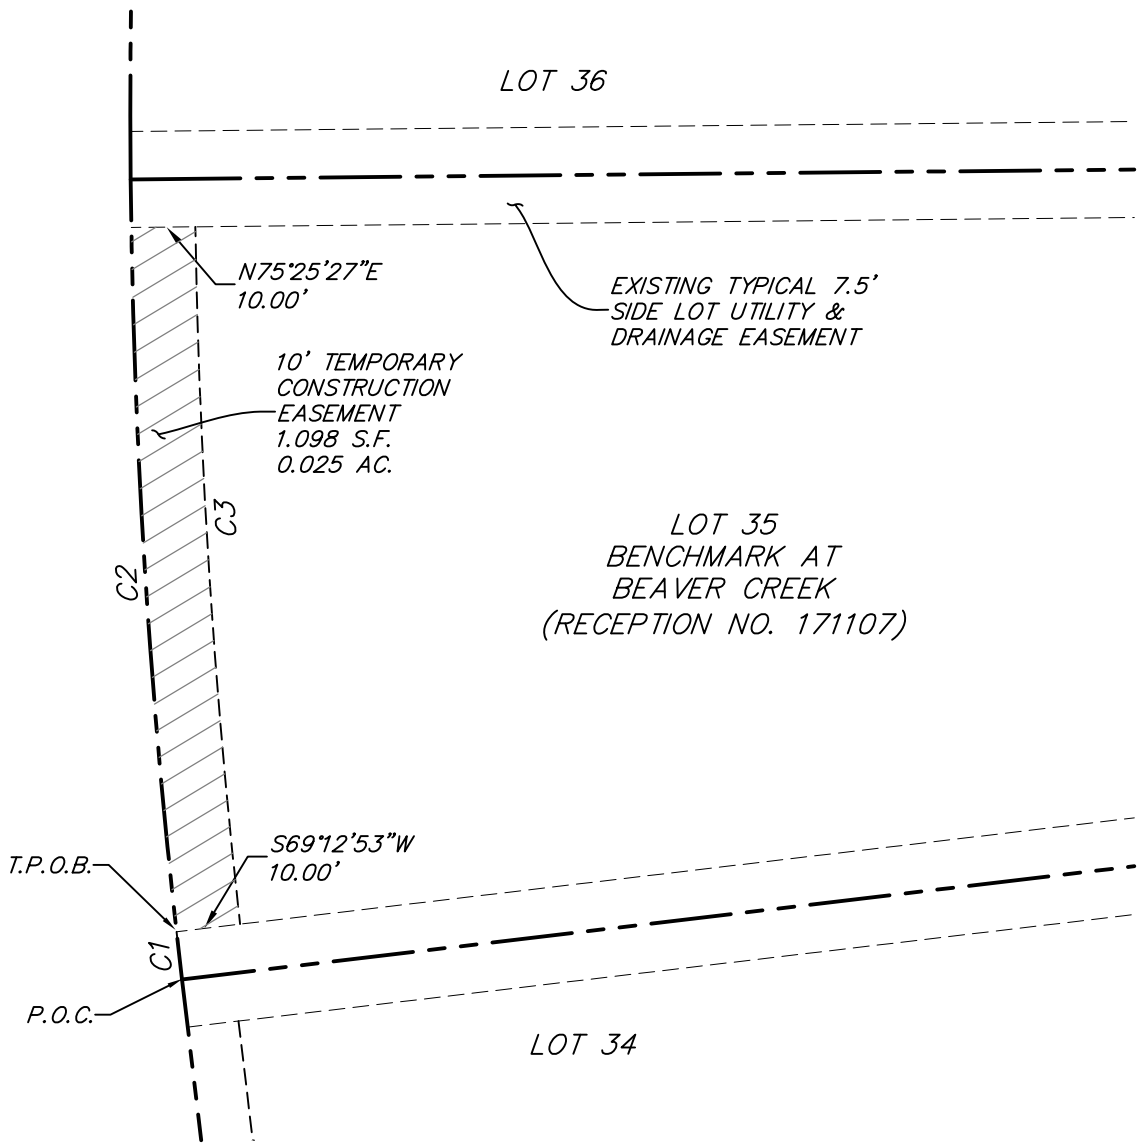 LOT 36
N75°25'27"E
10.00'
EXISTING TYPICAL 7.5'
SIDE LOT UTILITY &
DRAINAGE EASEMENT
10' TEMPORARY
CONSTRUCTION
EASEMENT
1.098 S.F.
0.025 AC.
C3
C2
LOT 35
BENCHMARK AT
BEAVER CREEK
(RECEPTION NO. 171107)
S69°12'53"W
10.00'
T.P.O.B.
C1
P.O.C.
LOT 34